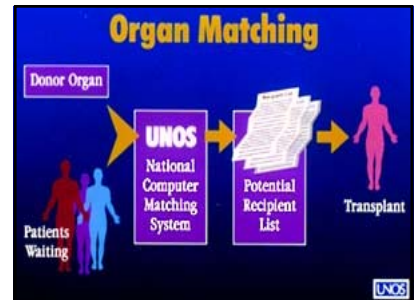 Organ Matching
Donor Organ
Patients
Waiting
UNOS
National
Computer
Matching
System
Potential
Recipient
List
Transplant
UNOS